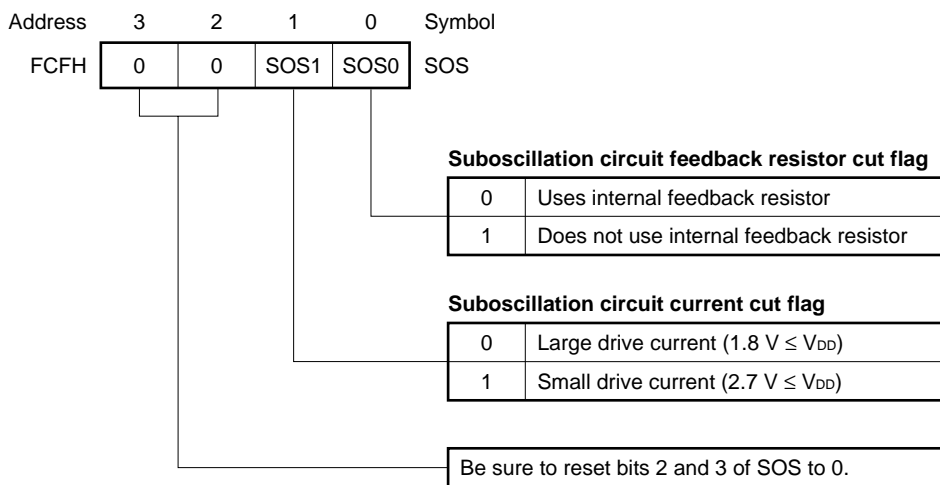 Address 3 2 1 0 Symbol
FCFH 0 0 SOS1 SOS0 SOS
Suboscillation circuit feedback resistor cut flag
0 Uses internal feedback resistor
1 Does not use internal feedback resistor
Suboscillation circuit current cut flag
0 Large drive current (1.8 V ≤ VDD)
1 Small drive current (2.7 V ≤ VDD)
Be sure to reset bits 2 and 3 of SOS to 0.